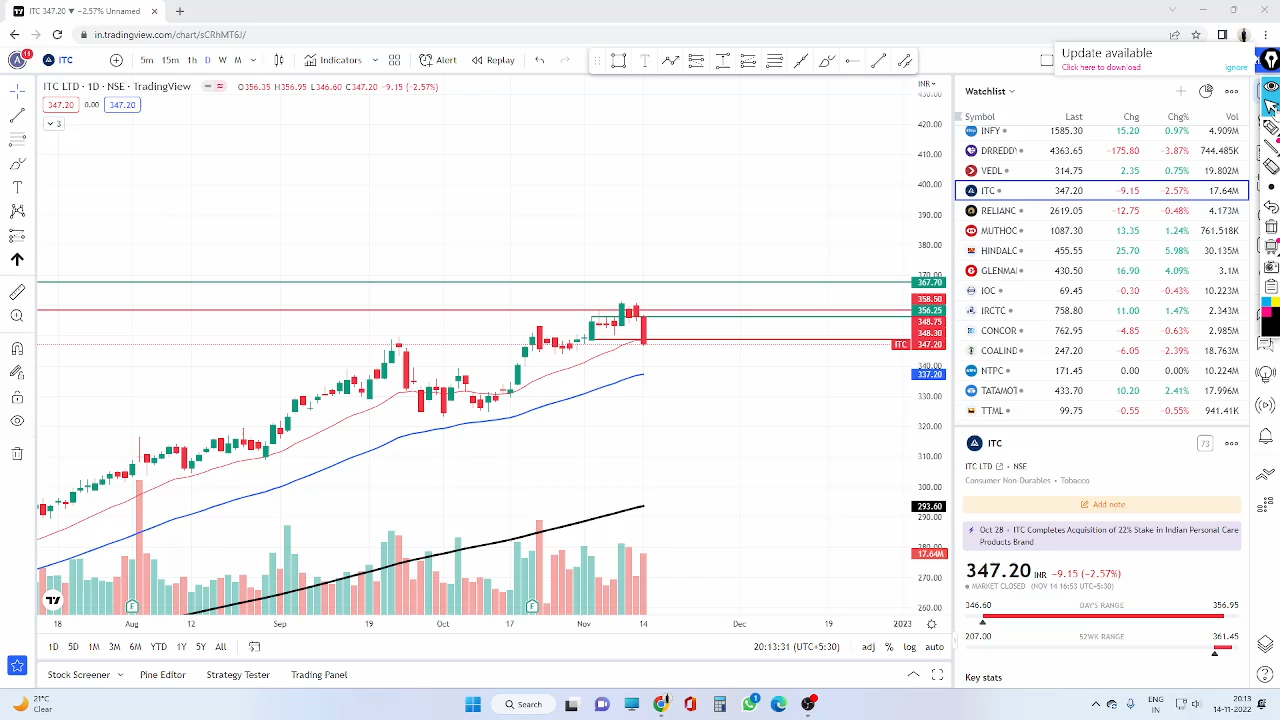 ITC 347.20 ▼ −2.57% Unnamed
in.tradingview.com/chart/sCRhMT6J/
Update available
Click here to download
Ignore
11
ITC LTD
5m 15m 1h D W M
Indicators
Alert
Replay
ITC LTD · 1D · NSE · TradingView
O356.35 H356.95 L346.60 C347.20 −9.15 (−2.57%)
347.20 0.00 347.20
3
INR
430.00
420.00
410.00
400.00
390.00
380.00
370.00
367.70
358.50
356.25
348.75
348.30
ITC 347.20
340.00
337.20
330.00
320.00
310.00
300.00
293.60
290.00
280.00
17.64M
270.00
260.00
E
E
18 Aug 12 Sep 19 Oct 17 Nov 14 Dec 19 2023
1D 5D 1M 3M 6M YTD 1Y 5Y All
20:13:31 (UTC+5:30)
adj % log auto
Stock Screener
Pine Editor
Strategy Tester
Trading Panel
Watchlist
Symbol Last Chg Chg% Vol
INFY 1585.30 15.20 0.97% 4.909M
DRREDDY 4363.65 −175.80 −3.87% 744.485K
VEDL 314.75 2.35 0.75% 19.802M
ITC 347.20 −9.15 −2.57% 17.64M
RELIANC 2619.05 −12.75 −0.48% 4.173M
MUTHOO 1087.30 13.35 1.24% 761.518K
HINDALC 455.55 25.70 5.98% 30.135M
GLENMA 430.50 16.90 4.09% 3.1M
IOC 69.45 −0.30 −0.43% 10.223M
IRCTC 758.80 11.00 1.47% 2.343M
CONCOR 762.95 −4.85 −0.63% 2.985M
COALIND 247.20 −6.05 −2.39% 18.763M
NTPC 171.45 0.00 0.00% 10.224M
TATAMOT 433.70 10.20 2.41% 17.996M
TTML 99.75 −0.55 −0.55% 941.41K
ITC
73
ITC LTD · NSE
Consumer Non-Durables · Tobacco
Add note
Oct 28 · ITC Completes Acquisition of 22% Stake in Indian Personal Care
Products Brand
347.20 INR −9.15 (−2.57%)
MARKET CLOSED (NOV 14 16:53 UTC+5:30)
346.60 DAY'S RANGE 356.95
207.00 52WK RANGE 361.45
Key stats
21°C
Clear
Search
1
ENG
IN
20:13
14-11-2022